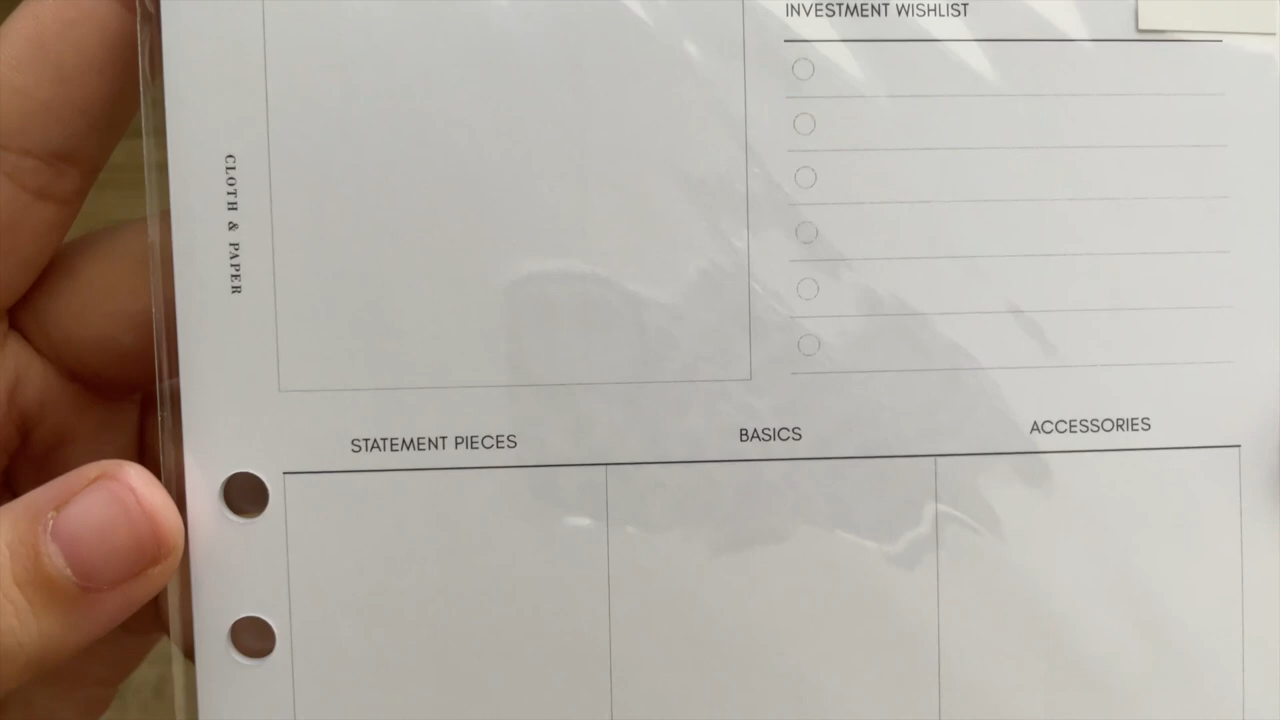 INVESTMENT WISHLIST
CLOTH & PAPER
STATEMENT PIECES
BASICS
ACCESSORIES